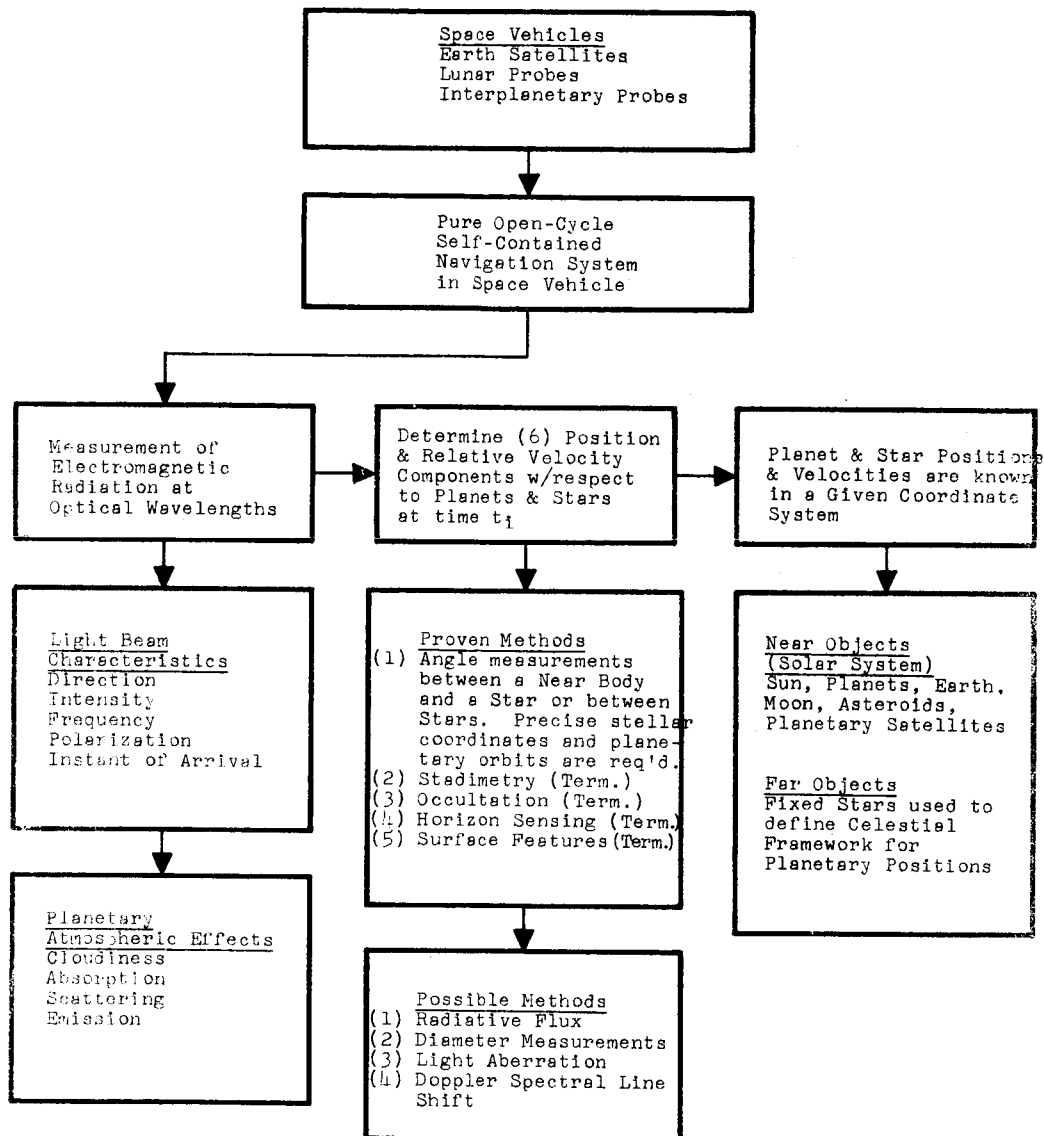 Space Vehicles
Earth Satellites
Lunar Probes
Interplanetary Probes
Pure Open-Cycle
Self-Contained
Navigation System
in Space Vehicle
Measurement of
Electromagnetic
Radiation at
Optical Wavelengths
Determine (6) Position
& Relative Velocity
Components w/respect
to Planets & Stars
at time ti
Planet & Star Positions
& Velocities are known
in a Given Coordinate
System
Light Beam
Characteristics
Direction
Intensity
Frequency
Polarization
Instant of Arrival
Proven Methods
(1) Angle measurements
between a Near Body
and a Star or between
Stars. Precise stellar
coordinates and plane-
tary orbits are req'd.
(2) Stadimetry (Term.)
(3) Occultation (Term.)
(4) Horizon Sensing (Term.)
(5) Surface Features (Term.)
Near Objects
(Solar System)
Sun, Planets, Earth,
Moon, Asteroids,
Planetary Satellites
Far Objects
Fixed Stars used to
define Celestial
Framework for
Planetary Positions
Planetary
Atmospheric Effects
Cloudiness
Absorption
Scattering
Emission
Possible Methods
(1) Radiative Flux
(2) Diameter Measurements
(3) Light Aberration
(4) Doppler Spectral Line
Shift